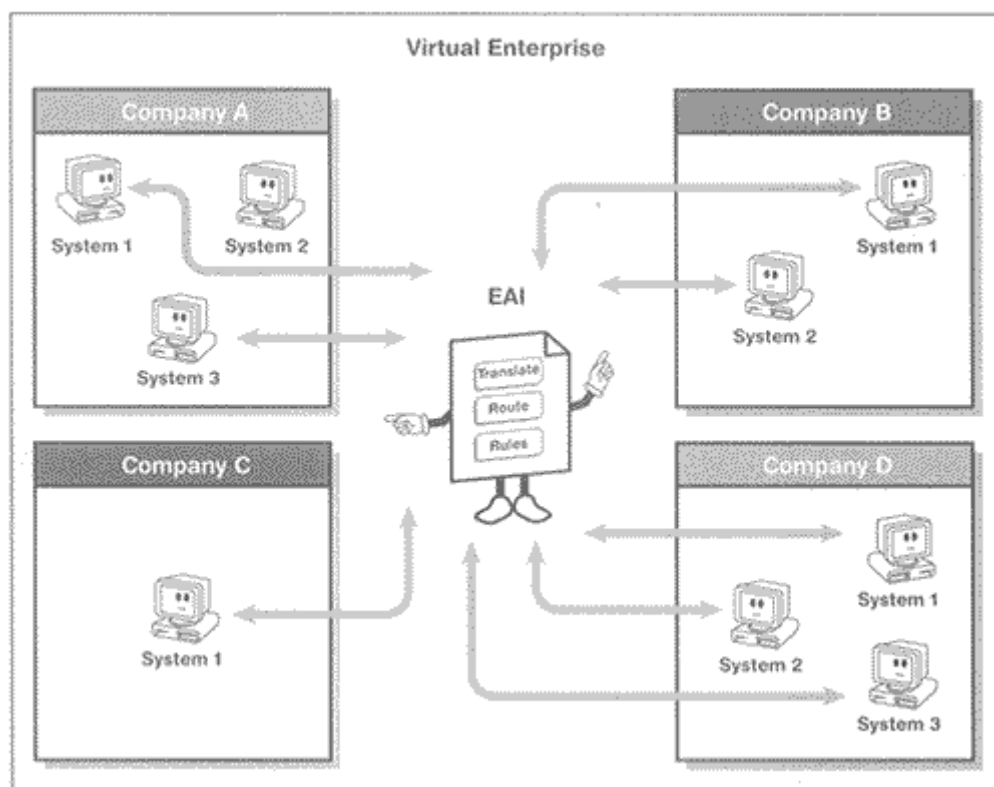 Virtual Enterprise
Company A
System 1
System 2
System 3
Company B
System 1
System 2
EAI
Translate
Route
Rules
Company C
System 1
Company D
System 1
System 2
System 3